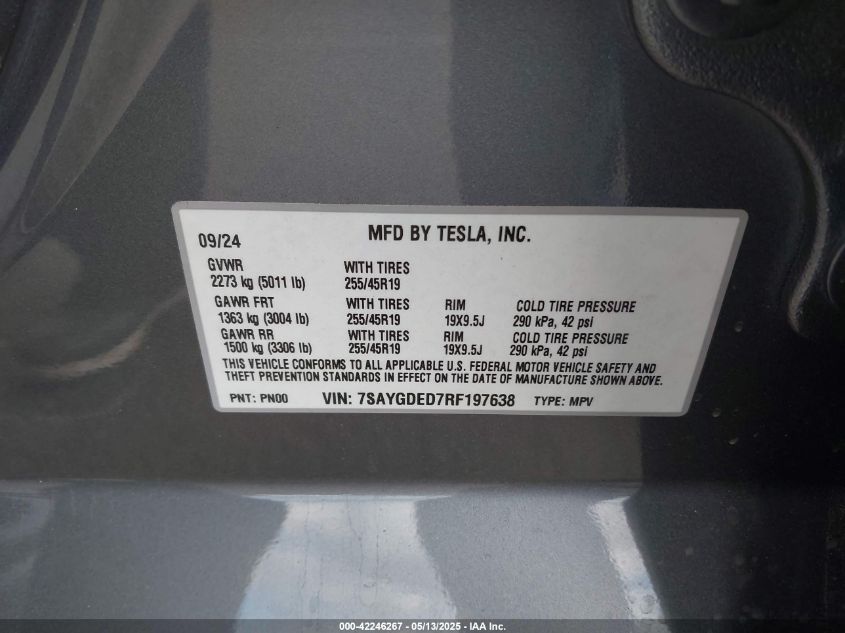 09/24 MFD BY TESLA, INC.
GVWR WITH TIRES
2273 kg (5011 lb) 255/45R19
GAWR FRT WITH TIRES RIM COLD TIRE PRESSURE
1363 kg (3004 lb) 255/45R19 19X9.5J 290 kPa, 42 psi
GAWR RR WITH TIRES RIM COLD TIRE PRESSURE
1500 kg (3306 lb) 255/45R19 19X9.5J 290 kPa, 42 psi
THIS VEHICLE CONFORMS TO ALL APPLICABLE U.S. FEDERAL MOTOR VEHICLE SAFETY AND
THEFT PREVENTION STANDARDS IN EFFECT ON THE DATE OF MANUFACTURE SHOWN ABOVE.
PNT: PN00 VIN: 7SAYGDED7RF197638 TYPE: MPV
000-42246267 - 05/13/2025 - IAA Inc.